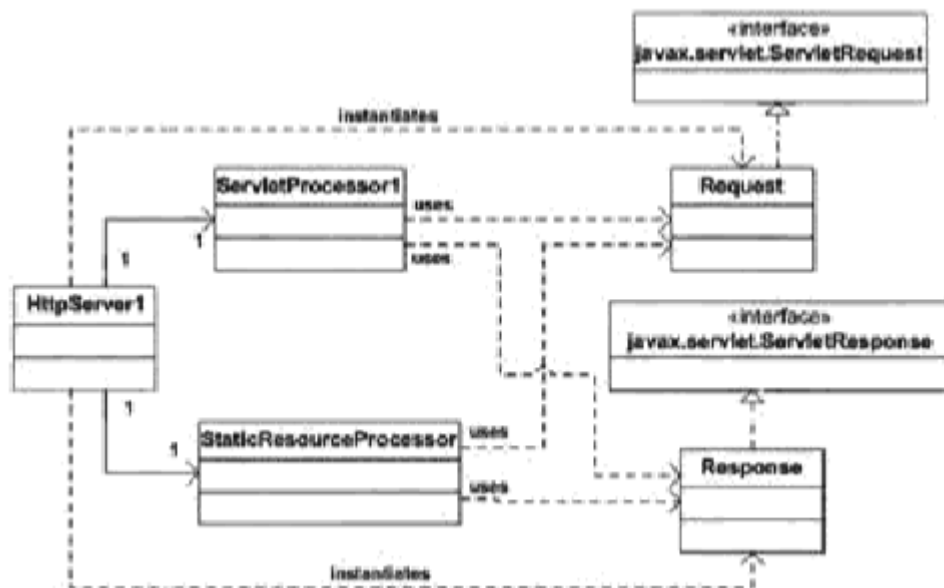 «interface»
javax.servlet.ServletRequest
instantiates
ServletProcessor1
Request
uses
1
uses
1
HttpServer1
«interface»
javax.servlet.ServletResponse
1
StaticResourceProcessor
uses
1
Response
uses
instantiates